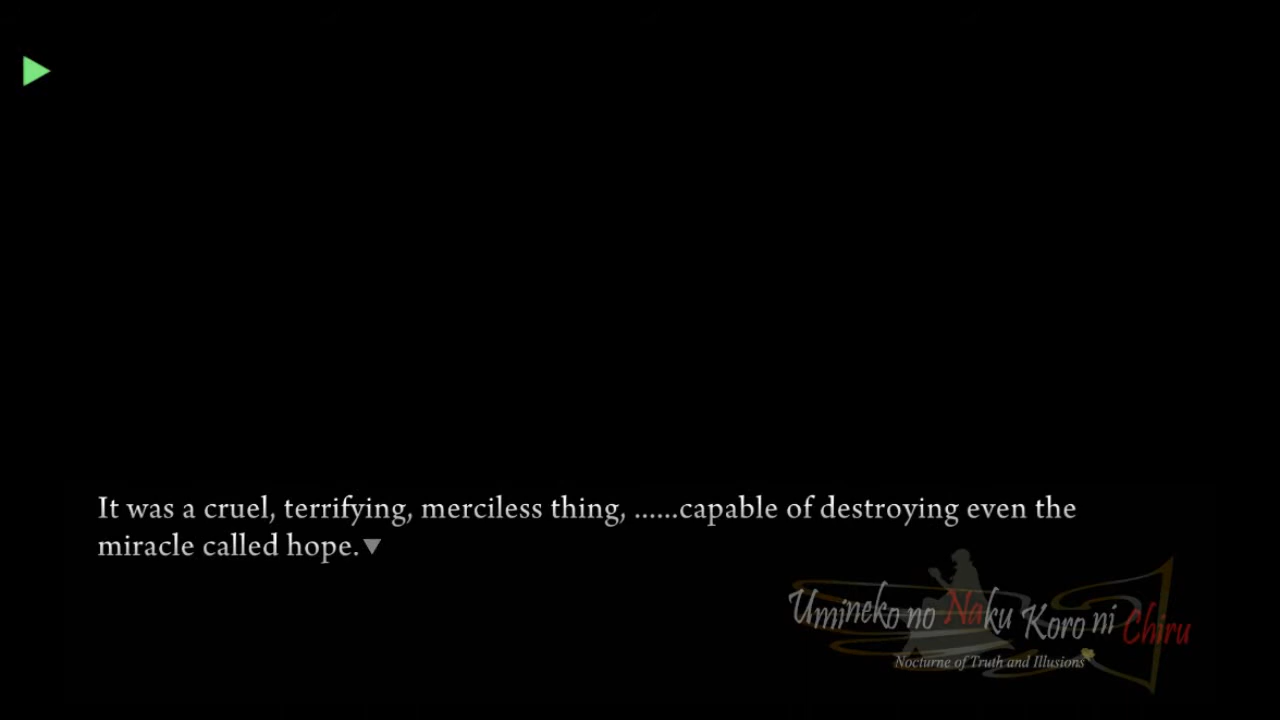 It was a cruel, terrifying, merciless thing, ......capable of destroying even the
miracle called hope.
Umineko no Naku Koro ni Chiru
Nocturne of Truth and Illusions